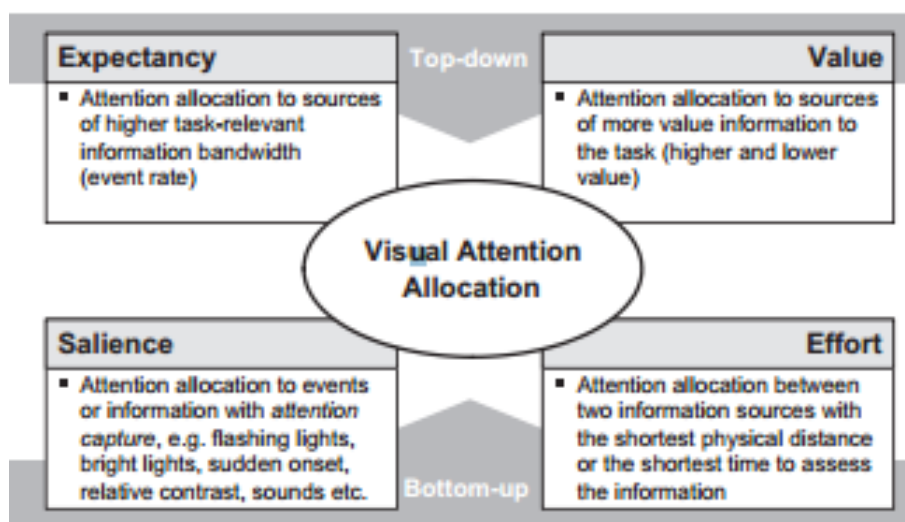 Expectancy
▪ Attention allocation to sources
of higher task-relevant
information bandwidth
(event rate)
Top-down
Value
▪ Attention allocation to sources
of more value information to
the task (higher and lower
value)
Visual Attention
Allocation
Salience
▪ Attention allocation to events
or information with attention
capture, e.g. flashing lights,
bright lights, sudden onset,
relative contrast, sounds etc.
Bottom-up
Effort
▪ Attention allocation between
two information sources with
the shortest physical distance
or the shortest time to assess
the information